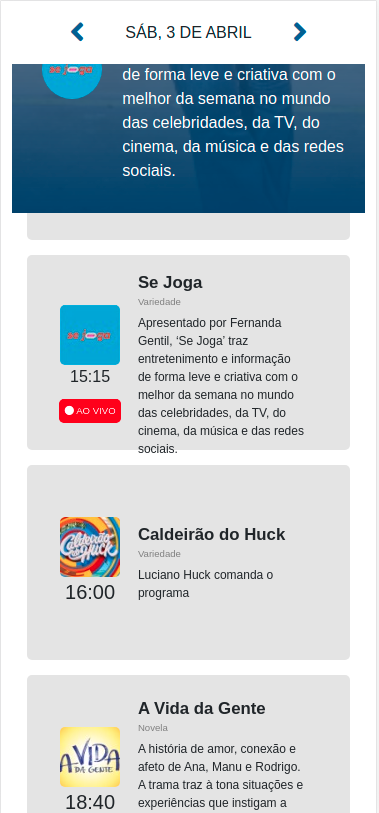 SÁB, 3 DE ABRIL
se joga
de forma leve e criativa com o
melhor da semana no mundo
das celebridades, da TV, do
cinema, da música e das redes
sociais.
Se Joga
Variedade
se joga
Apresentado por Fernanda
Gentil, ‘Se Joga’ traz
entretenimento e informação
de forma leve e criativa com o
melhor da semana no mundo
das celebridades, da TV, do
cinema, da música e das redes
sociais.
15:15
AO VIVO
Caldeirão do Huck
Variedade
Caldeirão
do Huck
Luciano Huck comanda o
programa
16:00
A Vida da Gente
Novela
A VIDA
DA GENTE
A história de amor, conexão e
afeto de Ana, Manu e Rodrigo.
A trama traz à tona situações e
experiências que instigam a
18:40